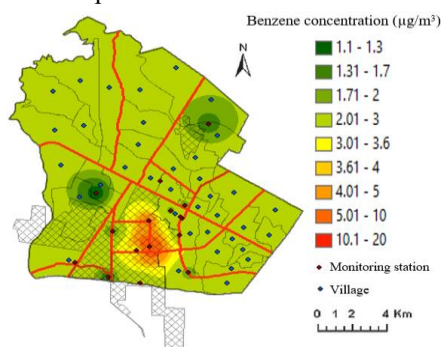 Benzene concentration (µg/m³)
N
1.1 - 1.3
1.31 - 1.7
1.71 - 2
2.01 - 3
3.01 - 3.6
3.61 - 4
4.01 - 5
5.01 - 10
10.1 - 20
Monitoring station
Village
0 1 2 4 Km